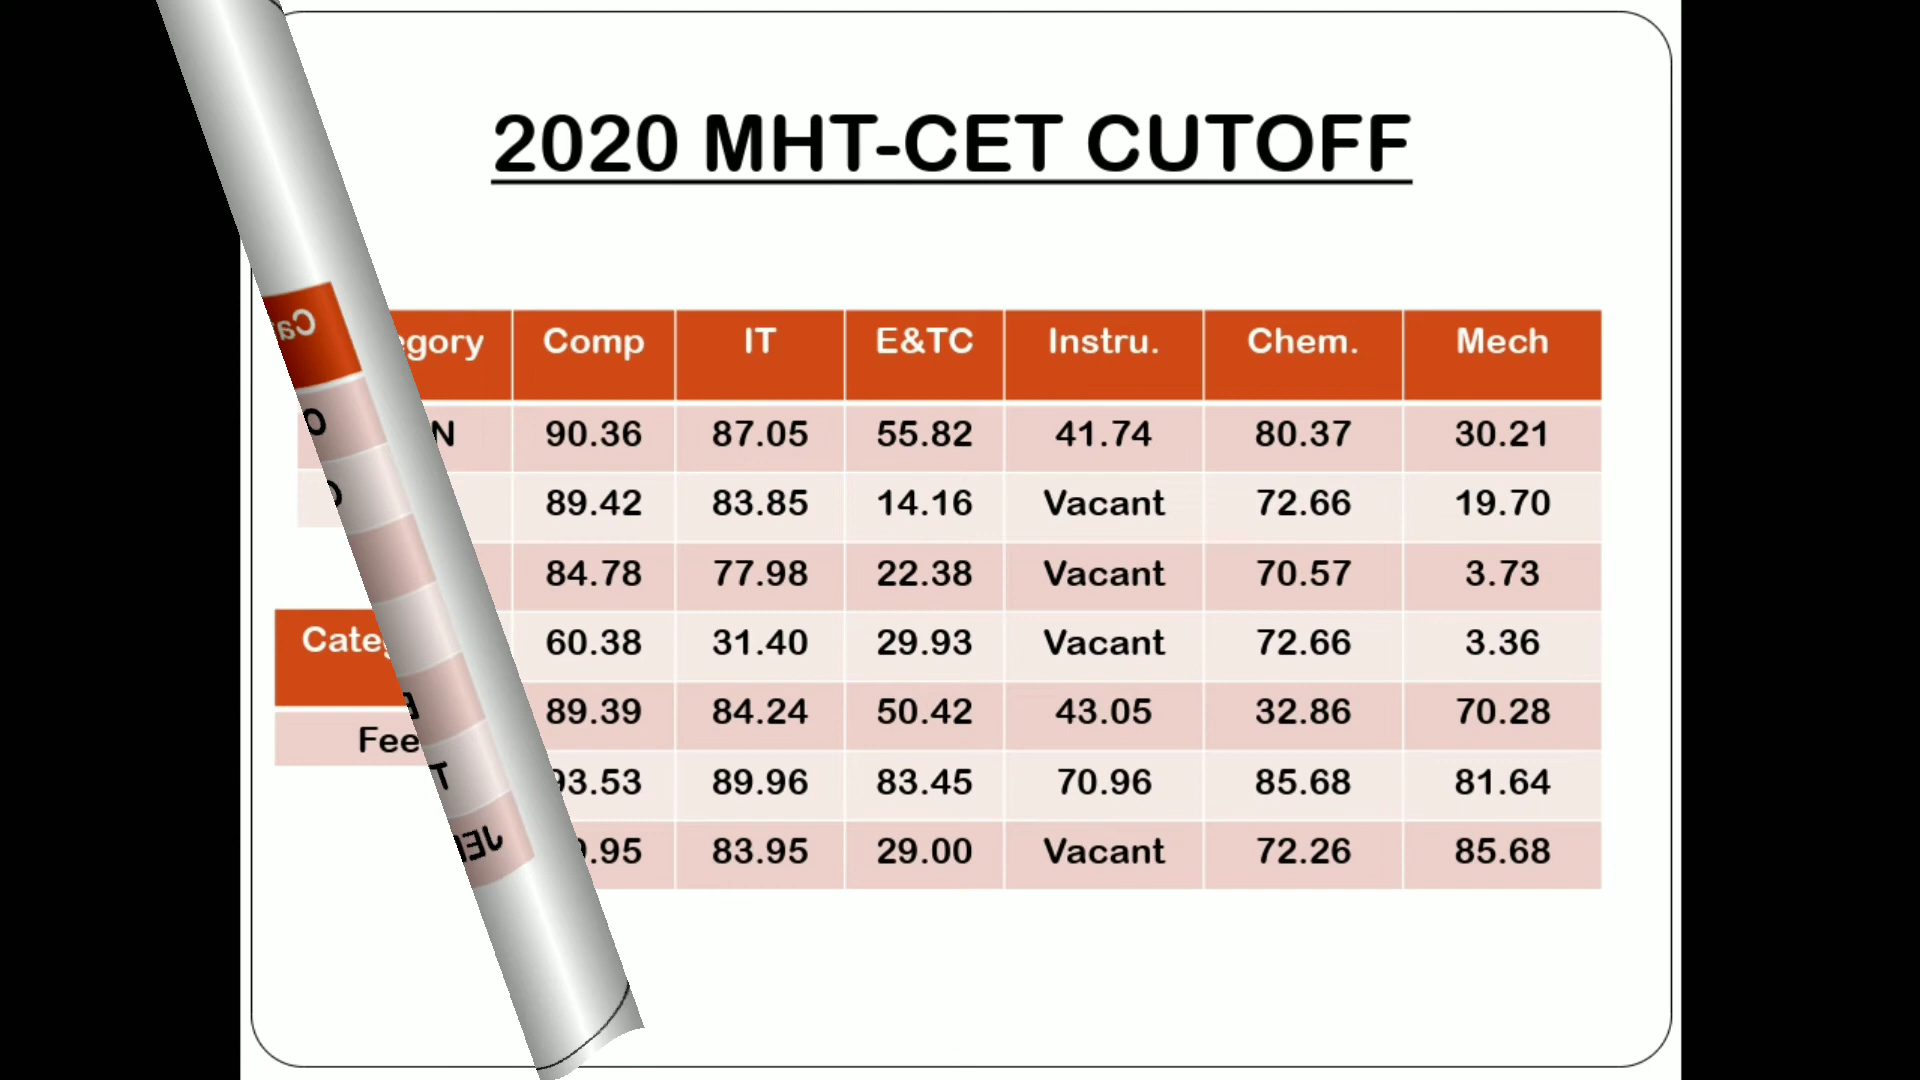 2020 MHT-CET CUTOFF
Comp IT E&TC Instru. Chem. Mech
90.36 87.05 55.82 41.74 80.37 30.21
89.42 83.85 14.16 Vacant 72.66 19.70
84.78 77.98 22.38 Vacant 70.57 3.73
60.38 31.40 29.93 Vacant 72.66 3.36
89.39 84.24 50.42 43.05 32.86 70.28
93.53 89.96 83.45 70.96 85.68 81.64
83.95 29.00 Vacant 72.26 85.68